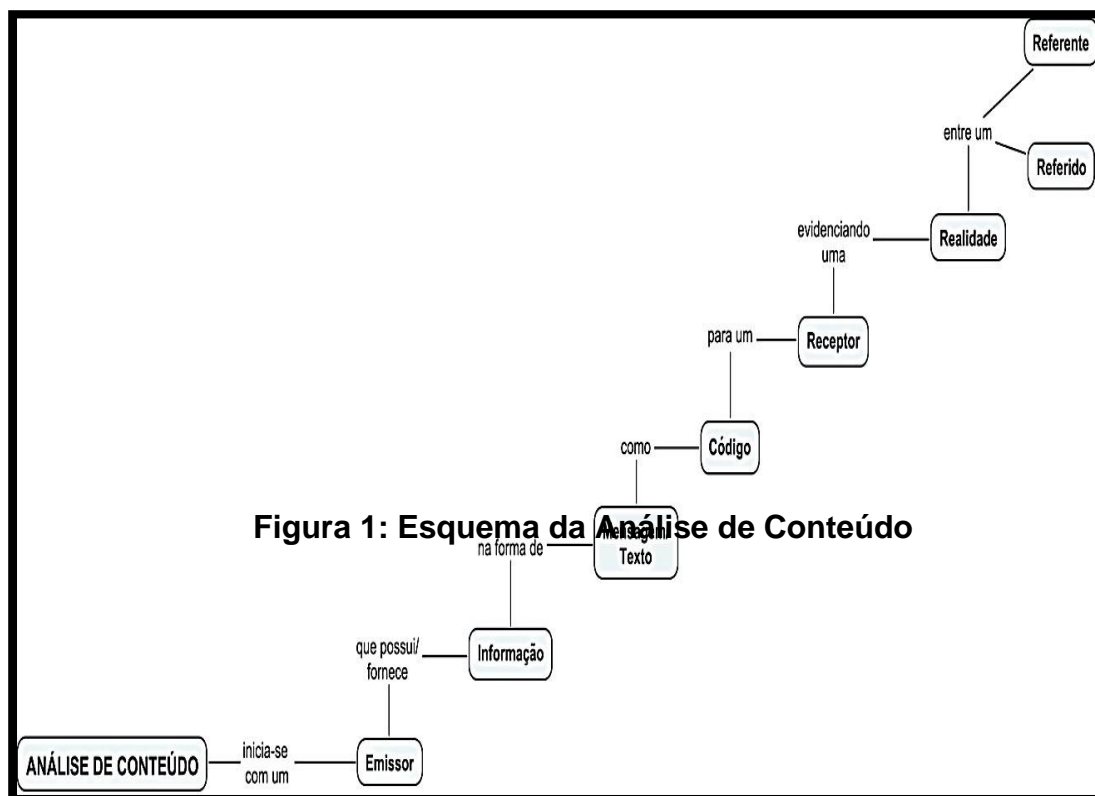 Referente
entre um
Referido
evidenciando
uma
Realidade
para um
Receptor
como
Código
Figura 1: Esquema da Análise de Conteúdo
Mensagem/
Texto
na forma de
que possui/
fornece
Informação
ANÁLISE DE CONTEÚDO
inicia-se
com um
Emissor